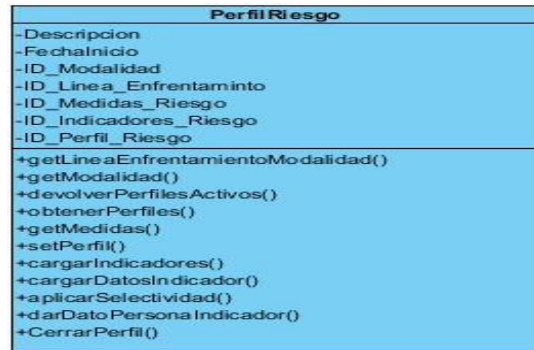 PerfilRiesgo
-Descripcion
-FechaInicio
-ID_Modalidad
-ID_Linea_Enfrentaminto
-ID_Medidas_Riesgo
-ID_Indicadores_Riesgo
-ID_Perfil_Riesgo
+getLineaEnfrentamientoModalidad()
+getModalidad()
+devolverPerfilesActivos()
+obtenerPerfiles()
+getMedidas()
+setPerfil()
+cargarIndicadores()
+cargarDatosIndicador()
+aplicarSelectividad()
+darDatoPersonaIndicador()
+CerrarPerfil()